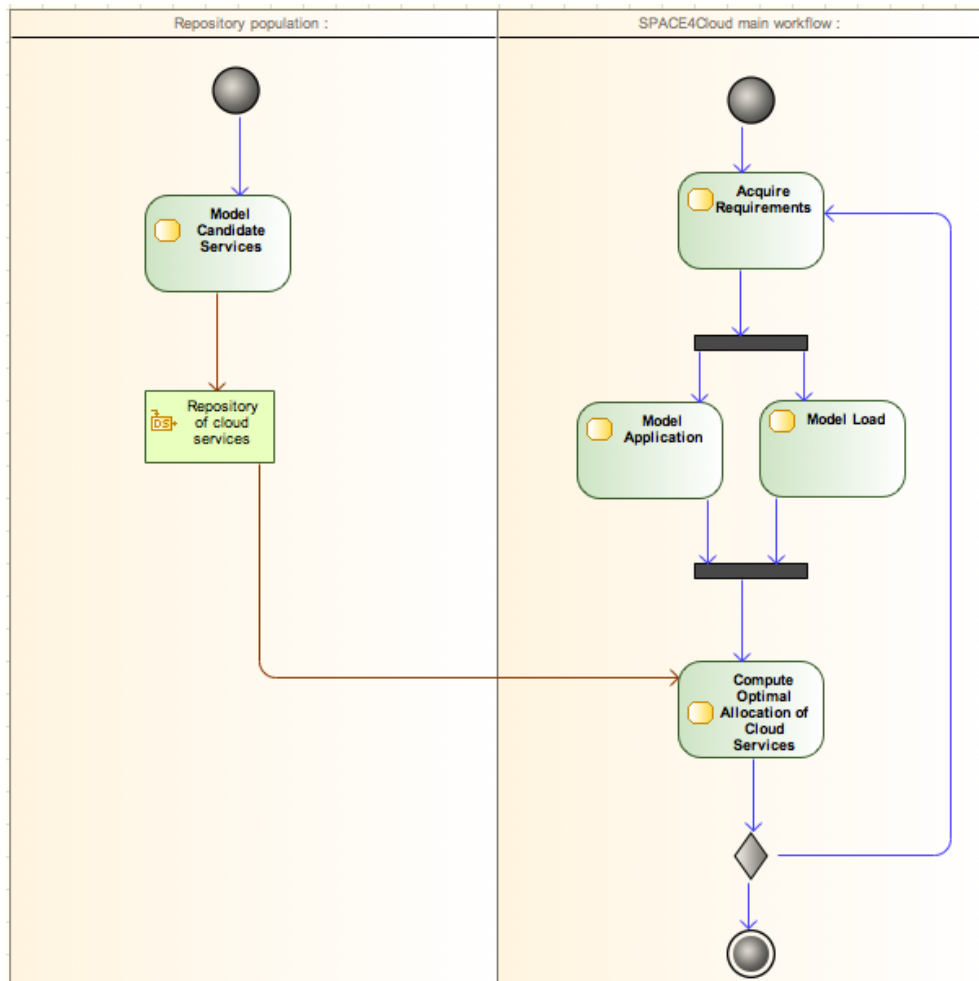 Repository population :
SPACE4Cloud main workflow :
Model
Candidate
Services
Acquire
Requirements
Repository
of cloud
services
DS
Model
Application
Model Load
Compute
Optimal
Allocation of
Cloud
Services